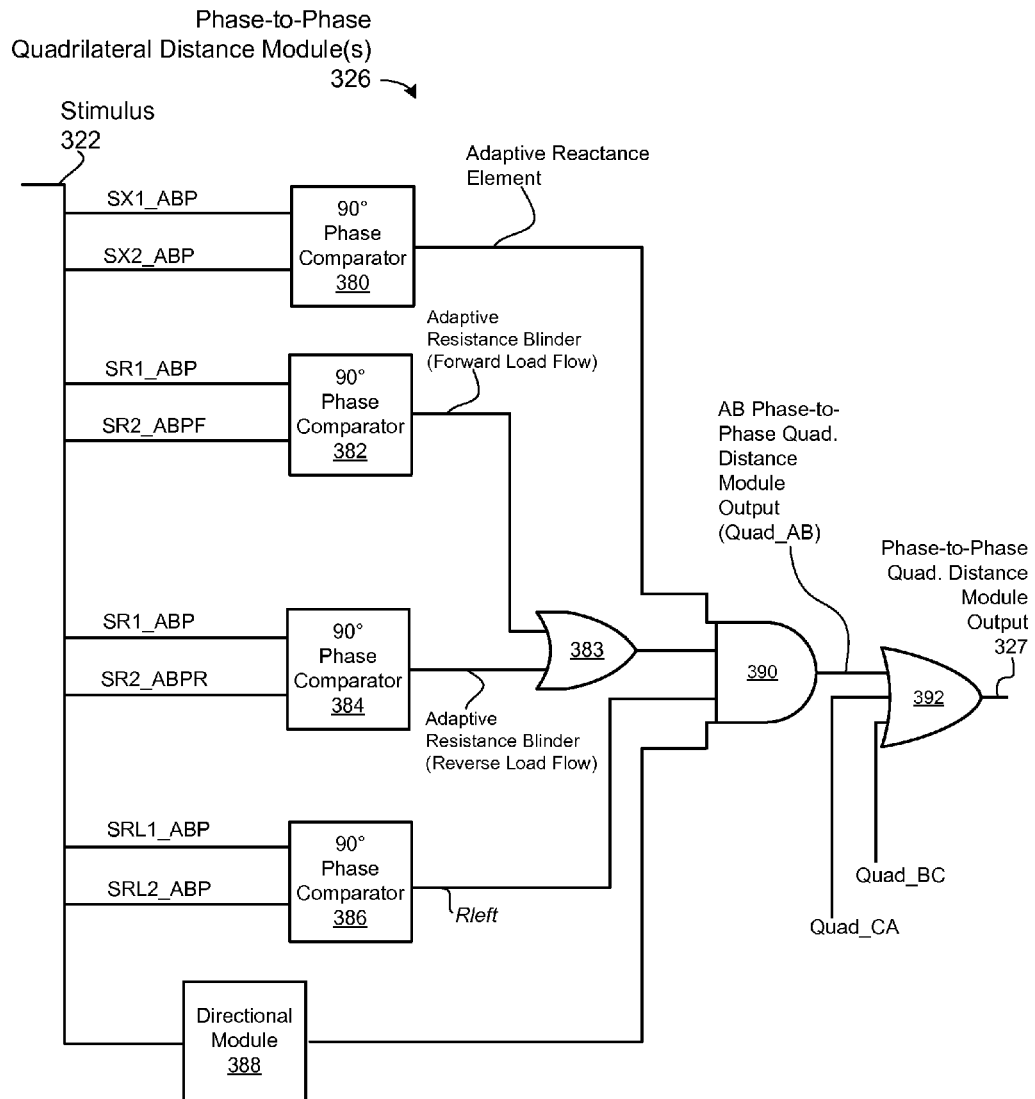 Phase-to-Phase
Quadrilateral Distance Module(s)
326
Stimulus
322
SX1_ABP
SX2_ABP
90°
Phase
Comparator
380
Adaptive Reactance
Element
SR1_ABP
SR2_ABPF
90°
Phase
Comparator
382
Adaptive
Resistance Blinder
(Forward Load Flow)
SR1_ABP
SR2_ABPR
90°
Phase
Comparator
384
Adaptive
Resistance Blinder
(Reverse Load Flow)
383
SRL1_ABP
SRL2_ABP
90°
Phase
Comparator
386
Rleft
Directional
Module
388
390
AB Phase-to-
Phase Quad.
Distance
Module
Output
(Quad_AB)
392
Phase-to-Phase
Quad. Distance
Module
Output
327
Quad_BC
Quad_CA